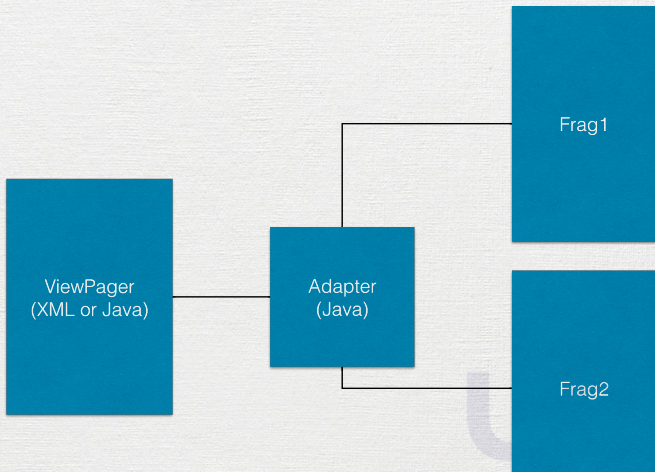 Frag1
ViewPager
(XML or Java)
Adapter
(Java)
Frag2